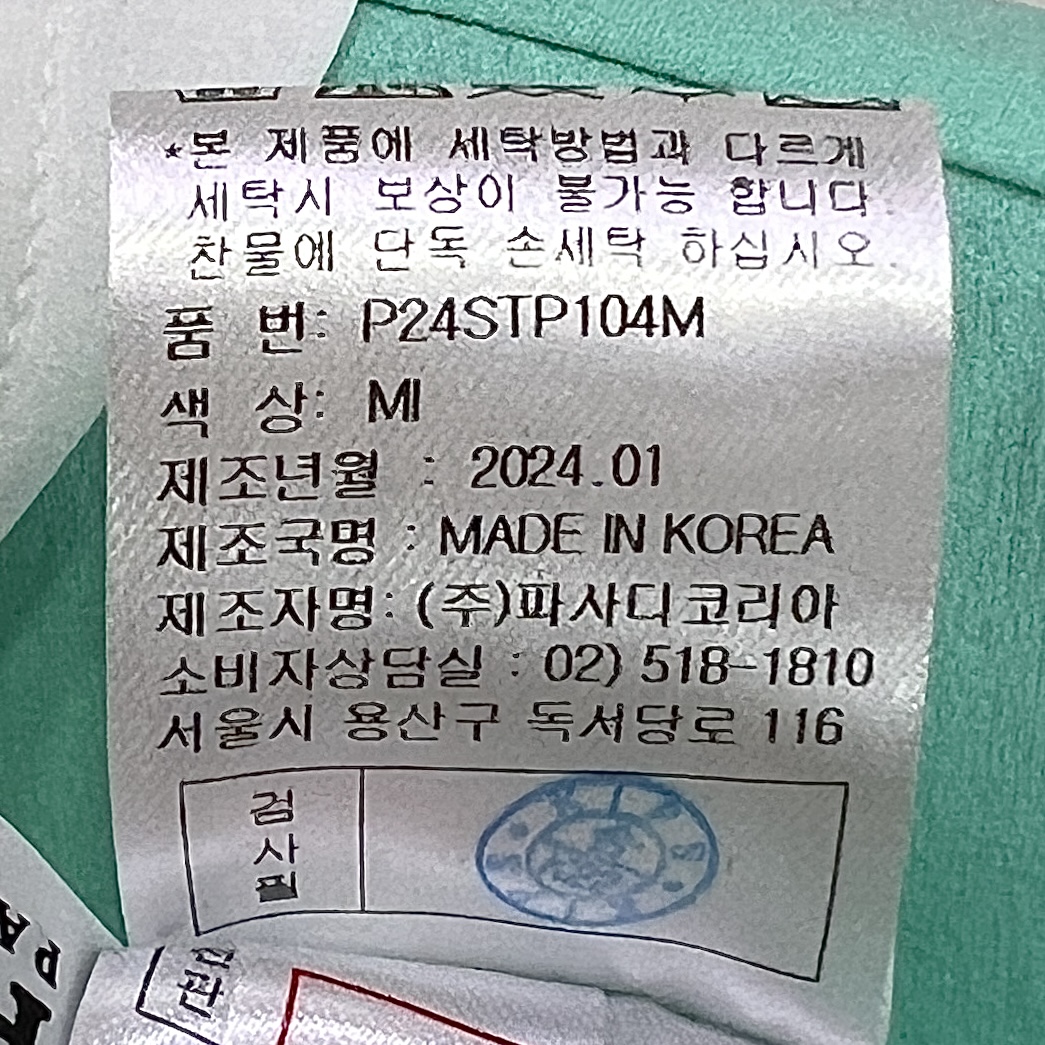 *본 제품에 세탁방법과 다르게
세탁시 보상이 불가능 합니다.
찬물에 단독 손세탁 하십시오.
품 번: P24STP104M
색 상: MI
제조년월 : 2024.01
제조국명 : MADE IN KOREA
제조자명: (주)파사디코리아
소비자상담실 : 02) 518-1810
서울시 용산구 독서당로 116
검
사
필
판
PA